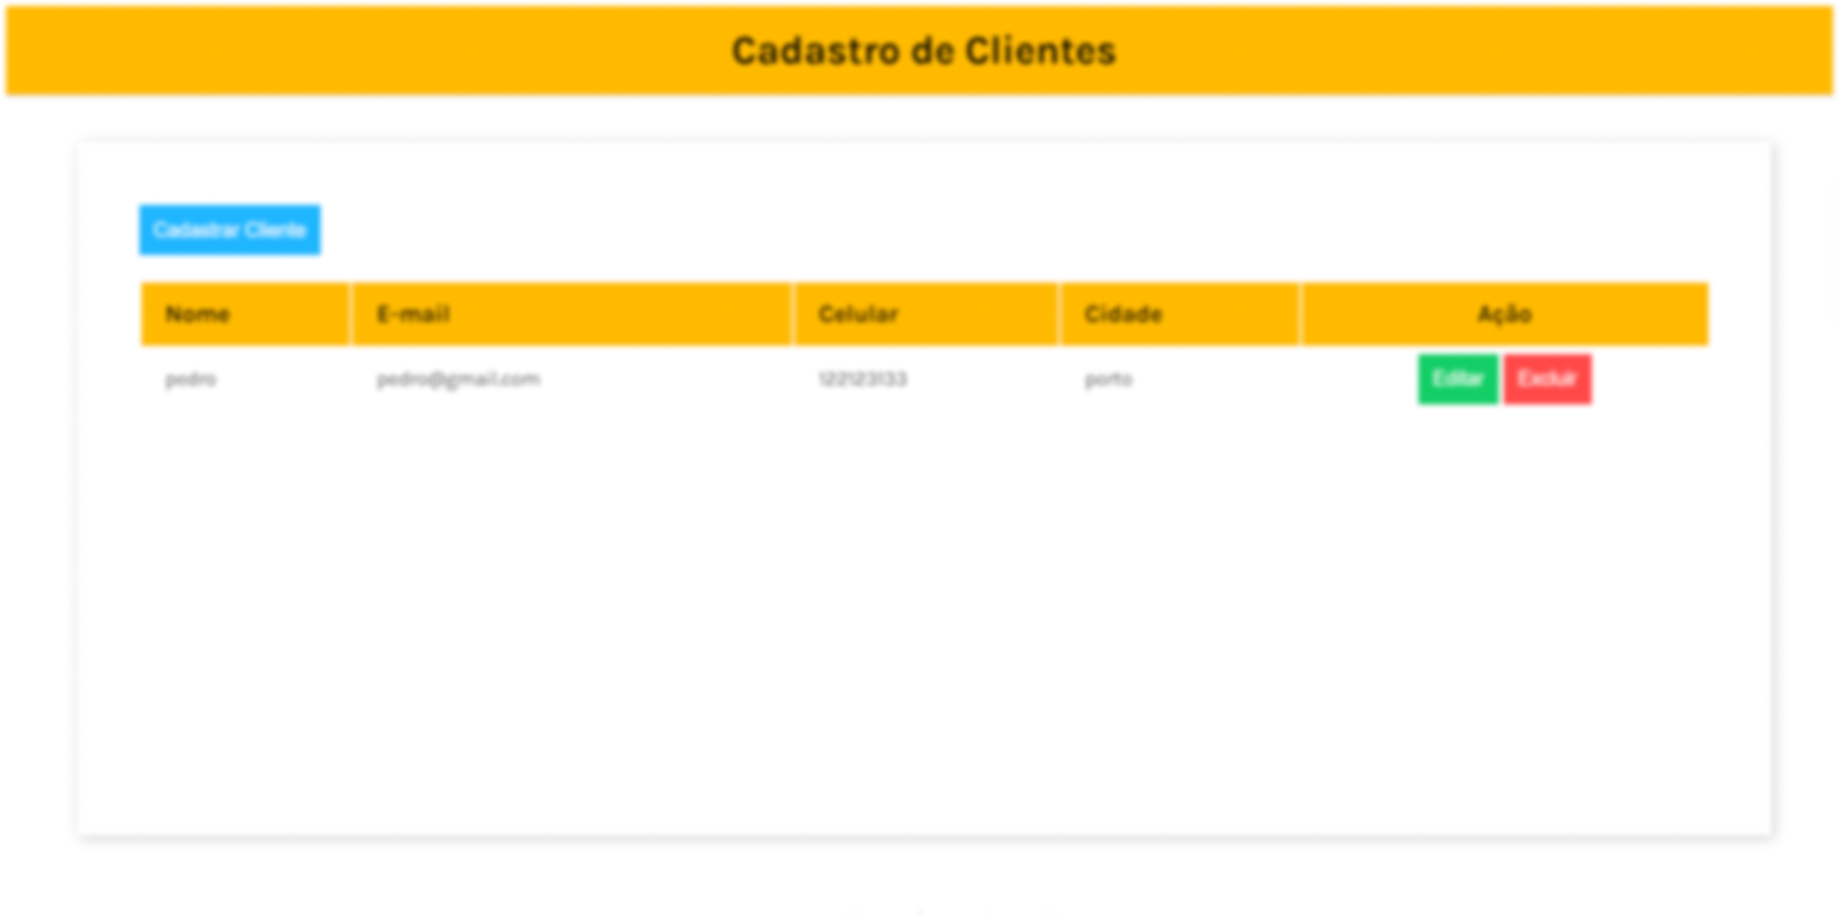 Cadastro de Clientes
Cadastrar Cliente
Nome E-mail Celular Cidade Ação
pedro pedro@gmail.com 122123133 porto Editar Excluir